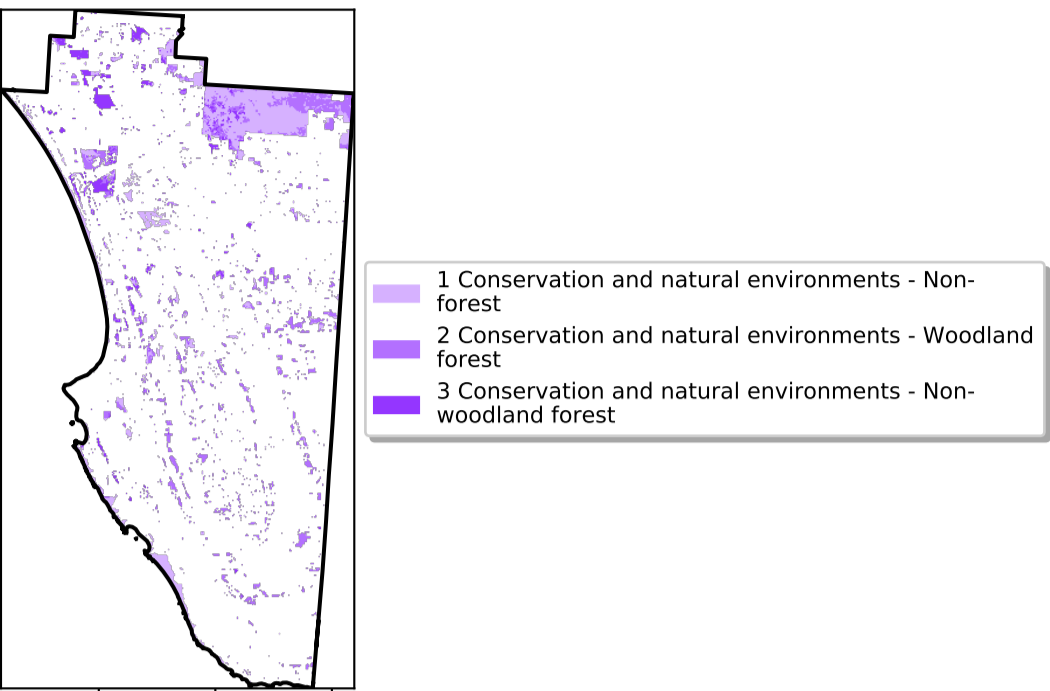 1 Conservation and natural environments - Non-
forest
2 Conservation and natural environments - Woodland
forest
3 Conservation and natural environments - Non-
woodland forest